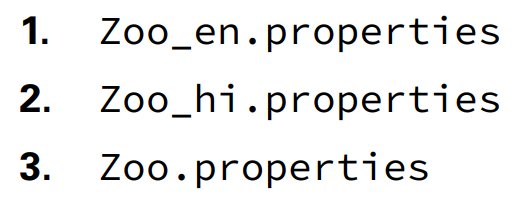 1. Zoo_en.properties
2. Zoo_hi.properties
3. Zoo.properties